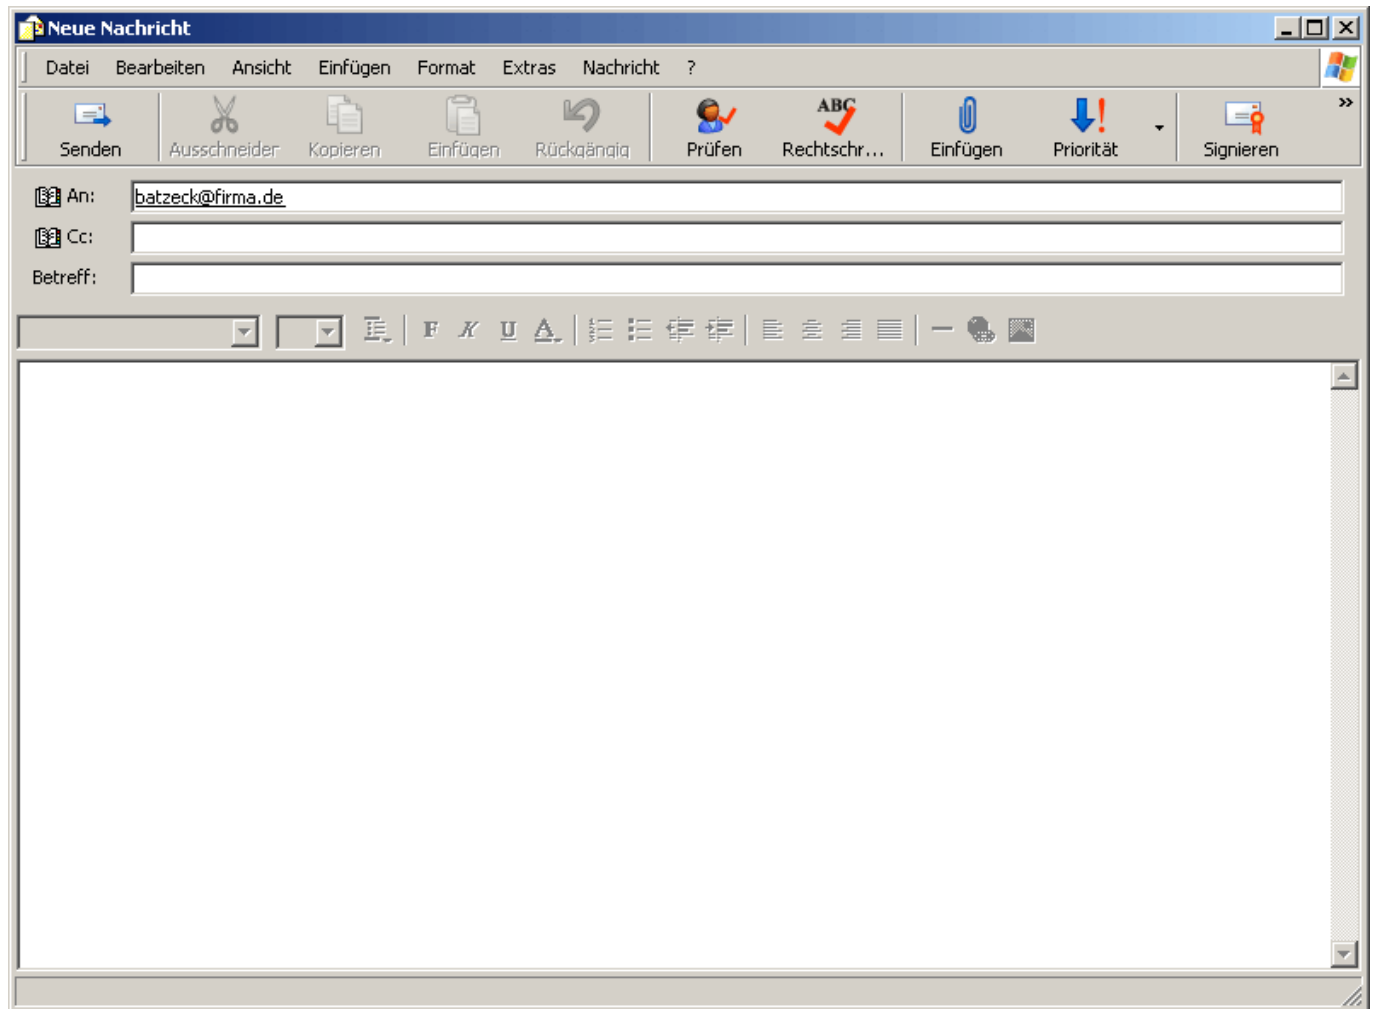 Neue Nachricht
Datei Bearbeiten Ansicht Einfügen Format Extras Nachricht ?
ABC
Senden Ausschneiden Kopieren Einfügen Rückgängig Prüfen Rechtschr... Einfügen Priorität Signieren »
An: batzeck@firma.de
Cc:
Betreff:
F K U A